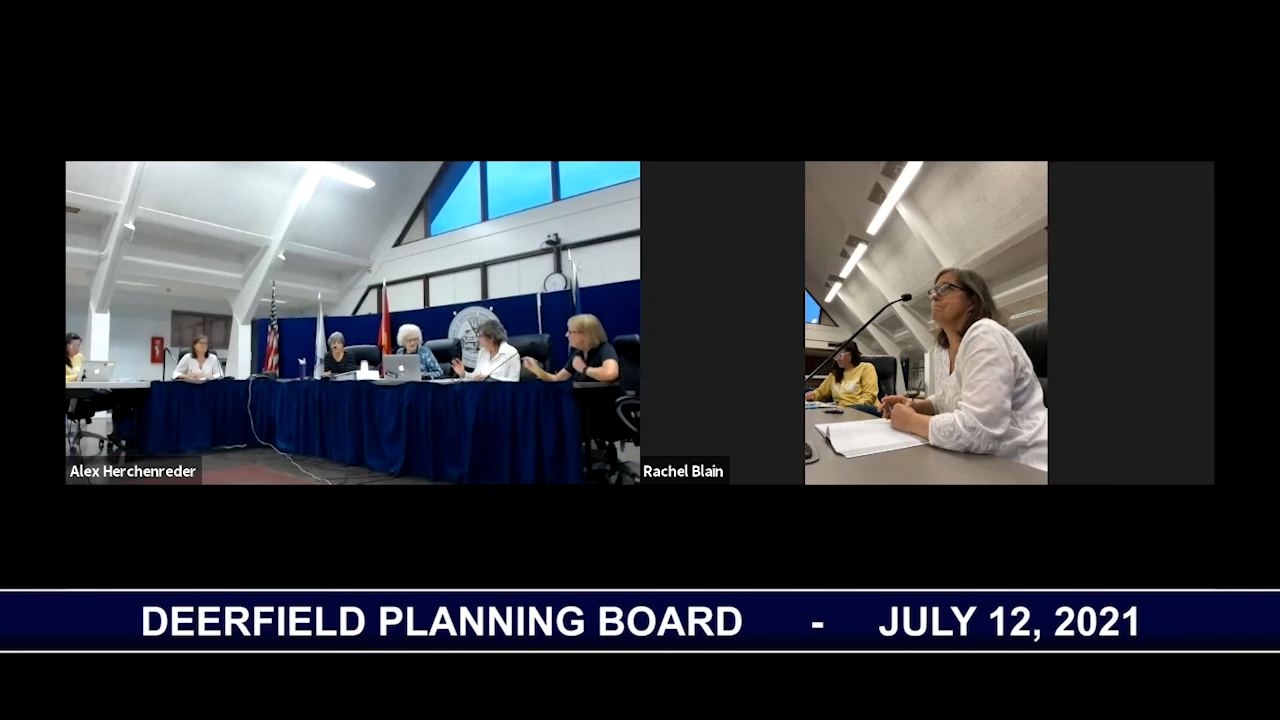 Alex Herchenreder
Rachel Blain
DEERFIELD PLANNING BOARD - JULY 12, 2021